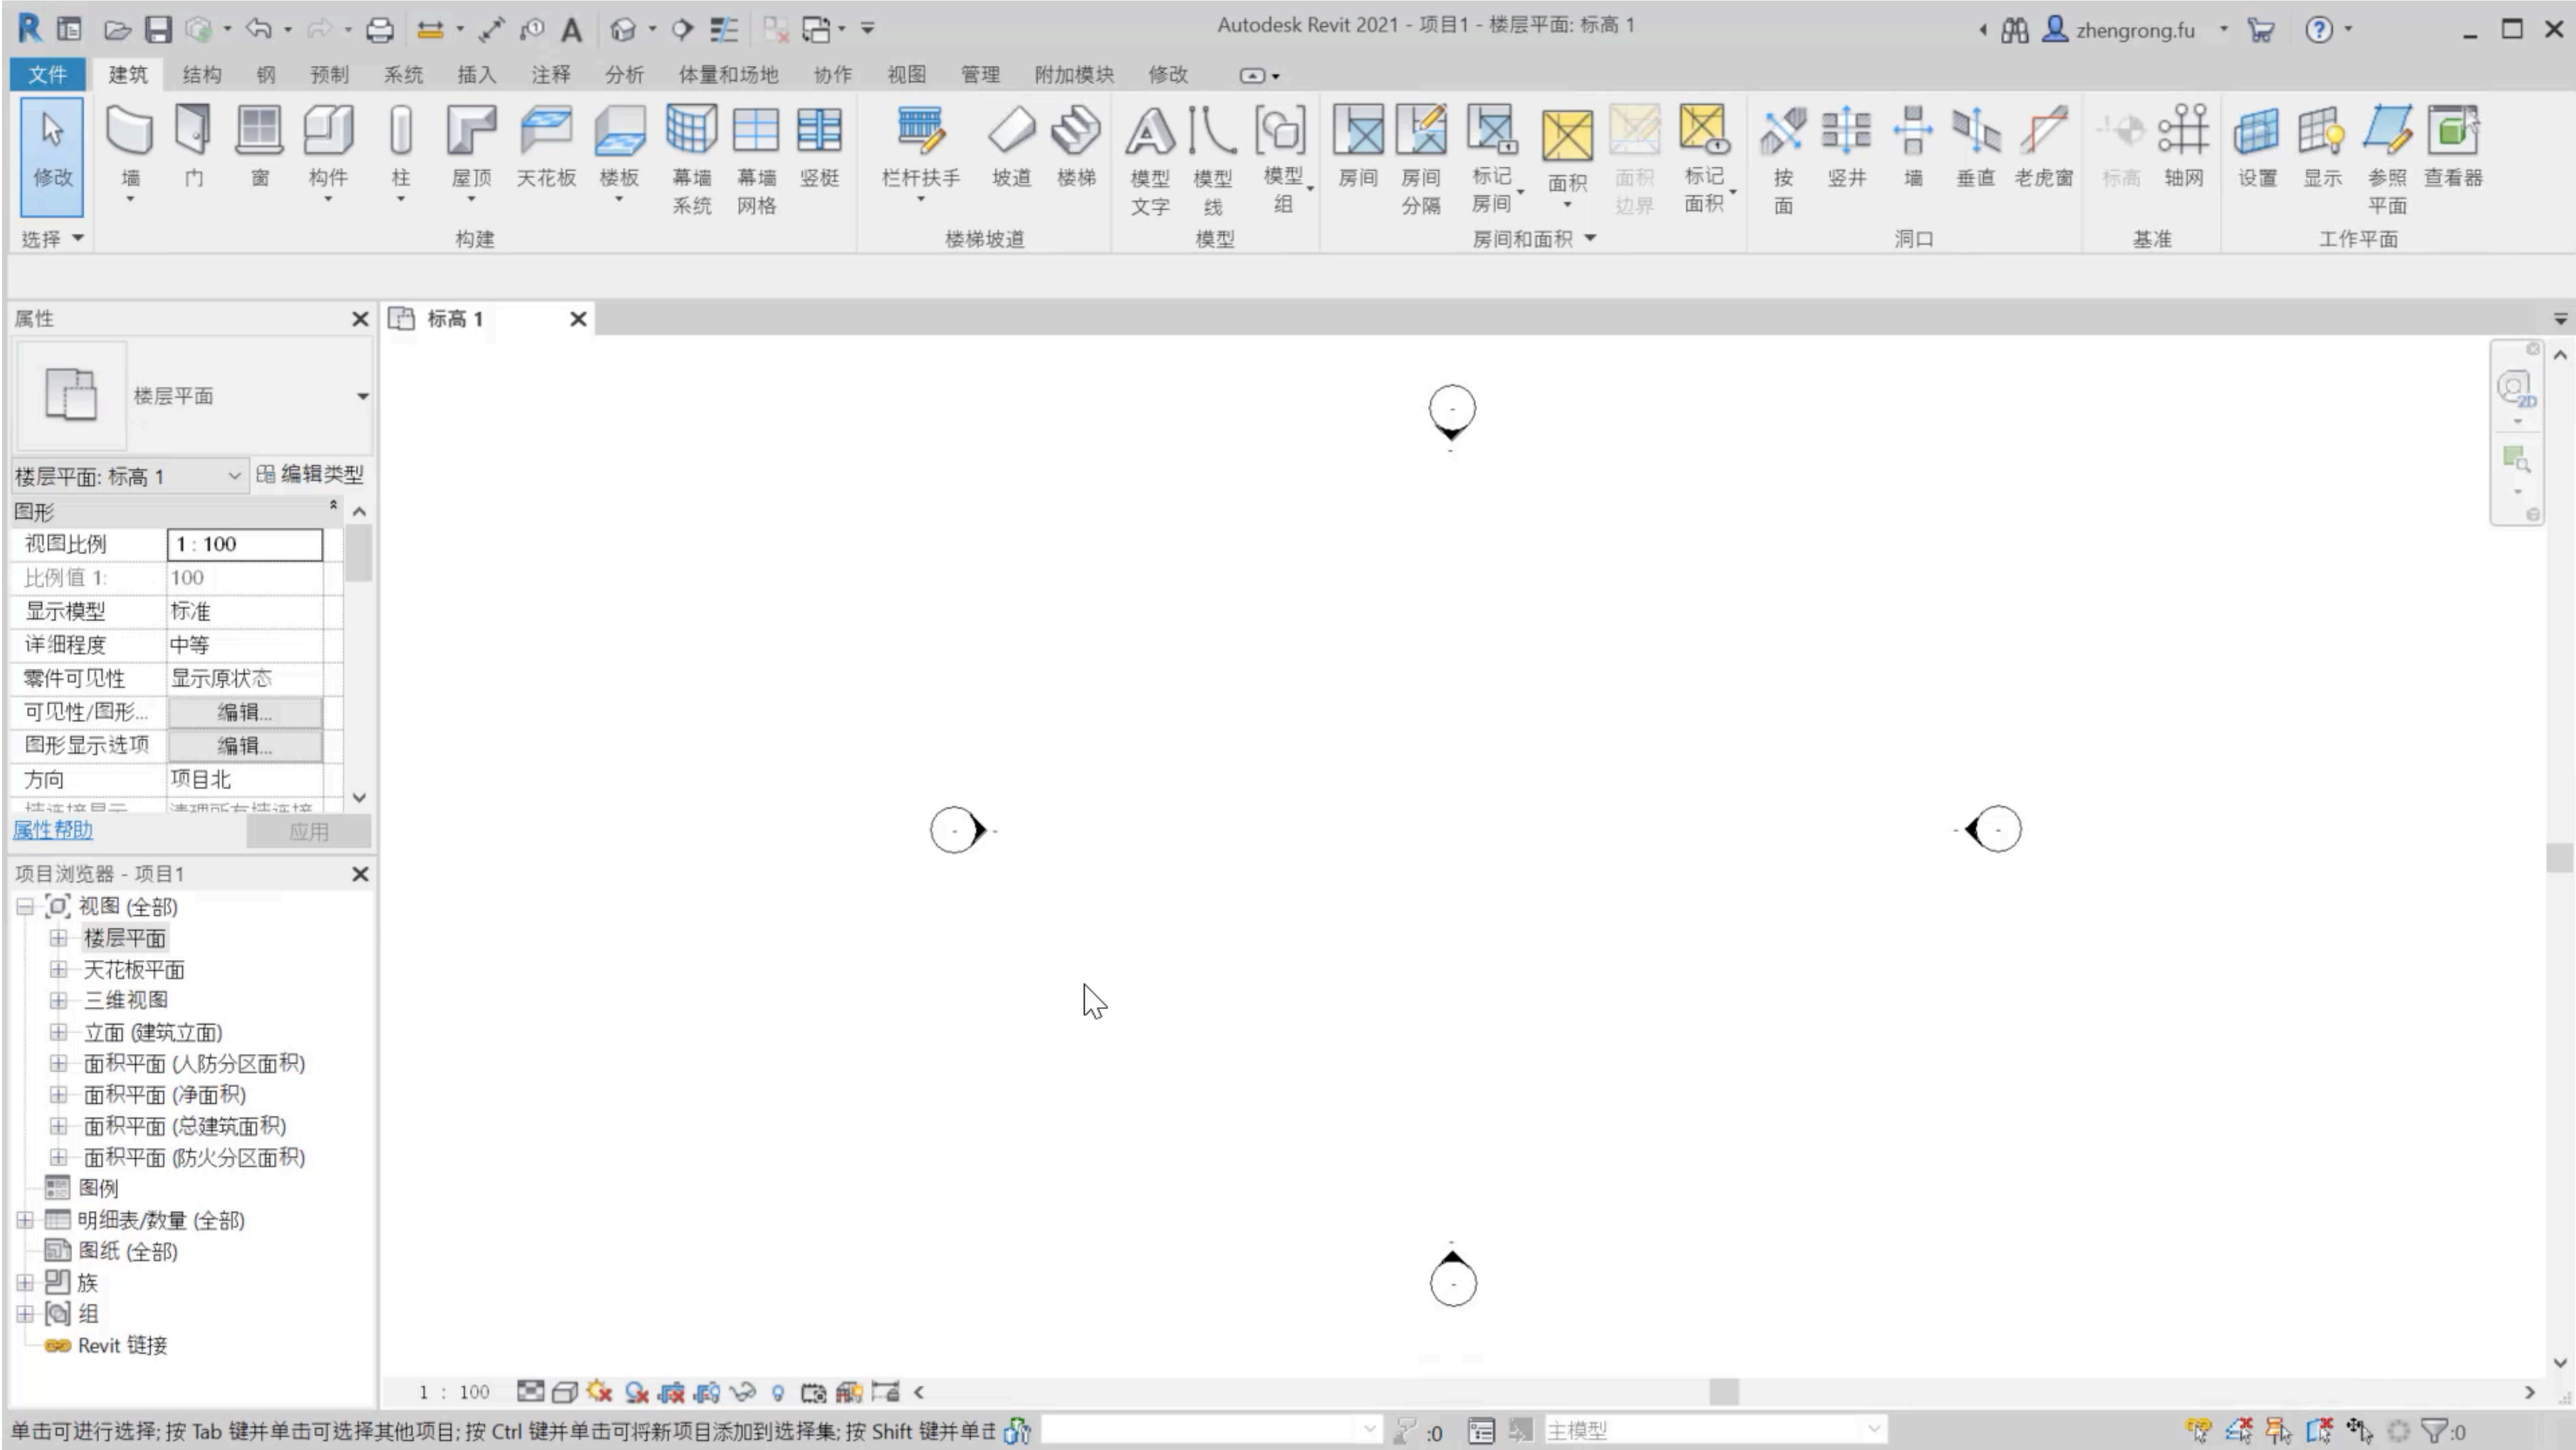 Autodesk Revit 2021 - 项目1 - 楼层平面: 标高 1
zhengrong.fu
文件 建筑 结构 钢 预制 系统 插入 注释 分析 体量和场地 协作 视图 管理 附加模块 修改
修改 墙 门 窗 构件 柱 屋顶 天花板 楼板 幕墙系统 幕墙网格 竖梃 栏杆扶手 坡道 楼梯 模型文字 模型线 模型组 房间 房间分隔 标记房间 面积 面积边界 标记面积 按面 竖井 墙 垂直 老虎窗 标高 轴网 设置 显示 参照平面 查看器
选择 构建 楼梯坡道 模型 房间和面积 洞口 基准 工作平面
属性
标高 1
楼层平面
2D
楼层平面: 标高 1 编辑类型
图形
视图比例 1 : 100
比例值 1: 100
显示模型 标准
详细程度 中等
零件可见性 显示原状态
可见性/图形... 编辑...
图形显示选项 编辑...
方向 项目北
属性帮助 应用
项目浏览器 - 项目1
视图 (全部)
楼层平面
天花板平面
三维视图
立面 (建筑立面)
面积平面 (人防分区面积)
面积平面 (净面积)
面积平面 (总建筑面积)
面积平面 (防火分区面积)
图例
明细表/数量 (全部)
图纸 (全部)
族
组
Revit 链接
1 : 100
单击可进行选择; 按 Tab 键并单击可选择其他项目; 按 Ctrl 键并单击可将新项目添加到选择集; 按 Shift 键并单击 :0 主模型 :0